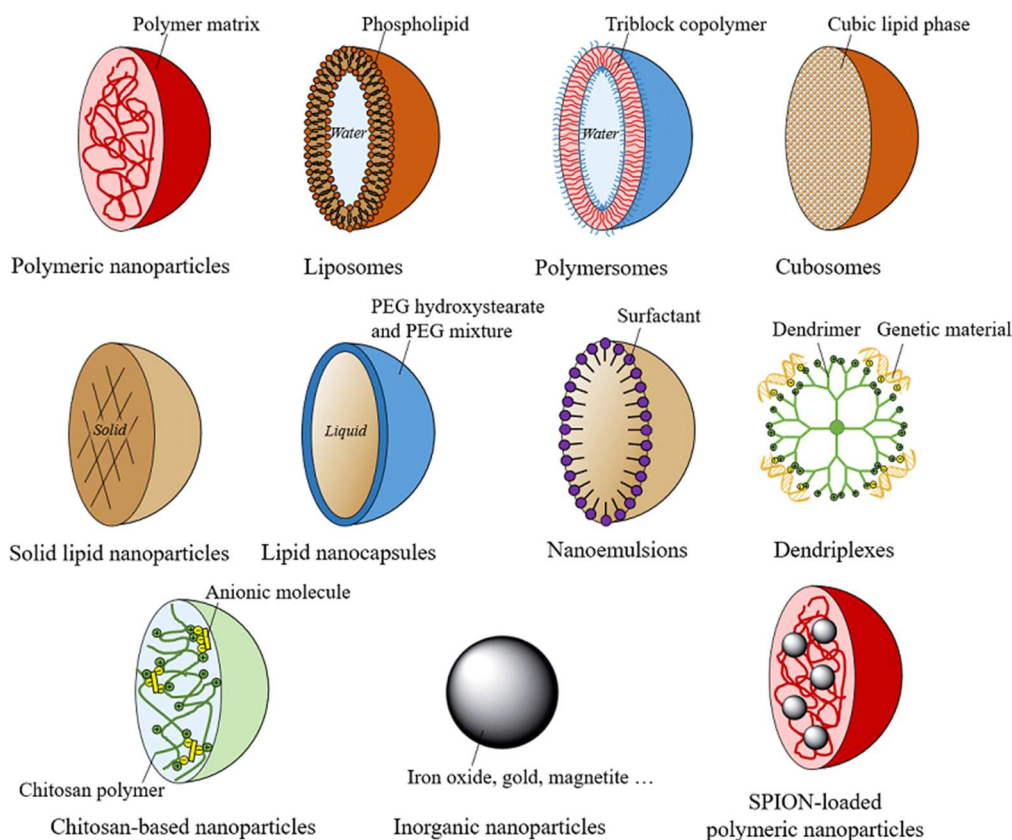 Polymer matrix
Phospholipid
Triblock copolymer
Cubic lipid phase
Water
Water
Polymeric nanoparticles
Liposomes
Polymersomes
Cubosomes
PEG hydroxystearate
and PEG mixture
Surfactant
Dendrimer
Genetic material
Solid
Liquid
Solid lipid nanoparticles
Lipid nanocapsules
Nanoemulsions
Dendriplexes
Anionic molecule
Chitosan polymer
Iron oxide, gold, magnetite …
Chitosan-based nanoparticles
Inorganic nanoparticles
SPION-loaded
polymeric nanoparticles